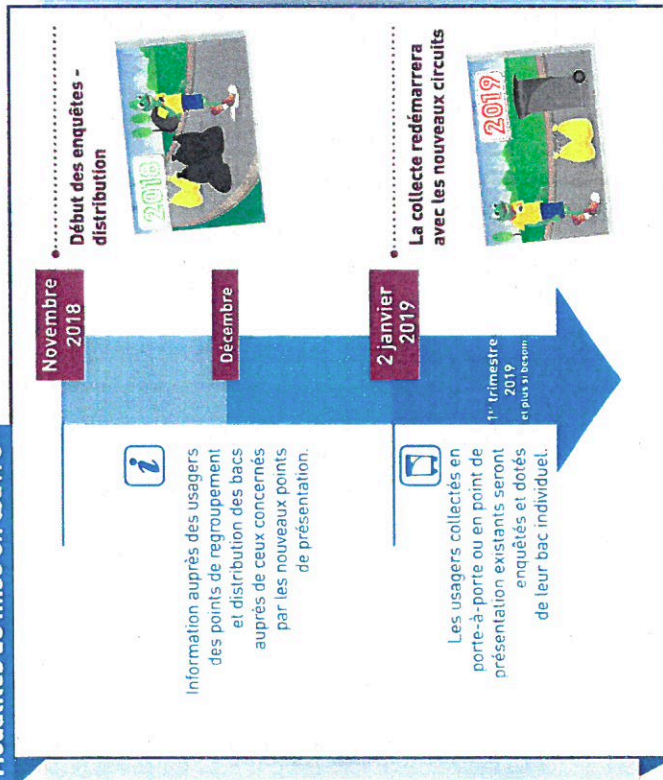 Novembre
2018
Début des enquêtes -
distribution
2018
Information auprès des usagers
des points de regroupement
et distribution des bacs
auprès de ceux concernés
par les nouveaux points
de présentation.
Décembre
2 janvier
2019
La collecte redémarrera
avec les nouveaux circuits
2019
Les usagers collectés en
porte-à-porte ou en point de
présentation existants seront
enquêtés et dotés
de leur bac individuel.
1er trimestre
2019
et plus si besoin